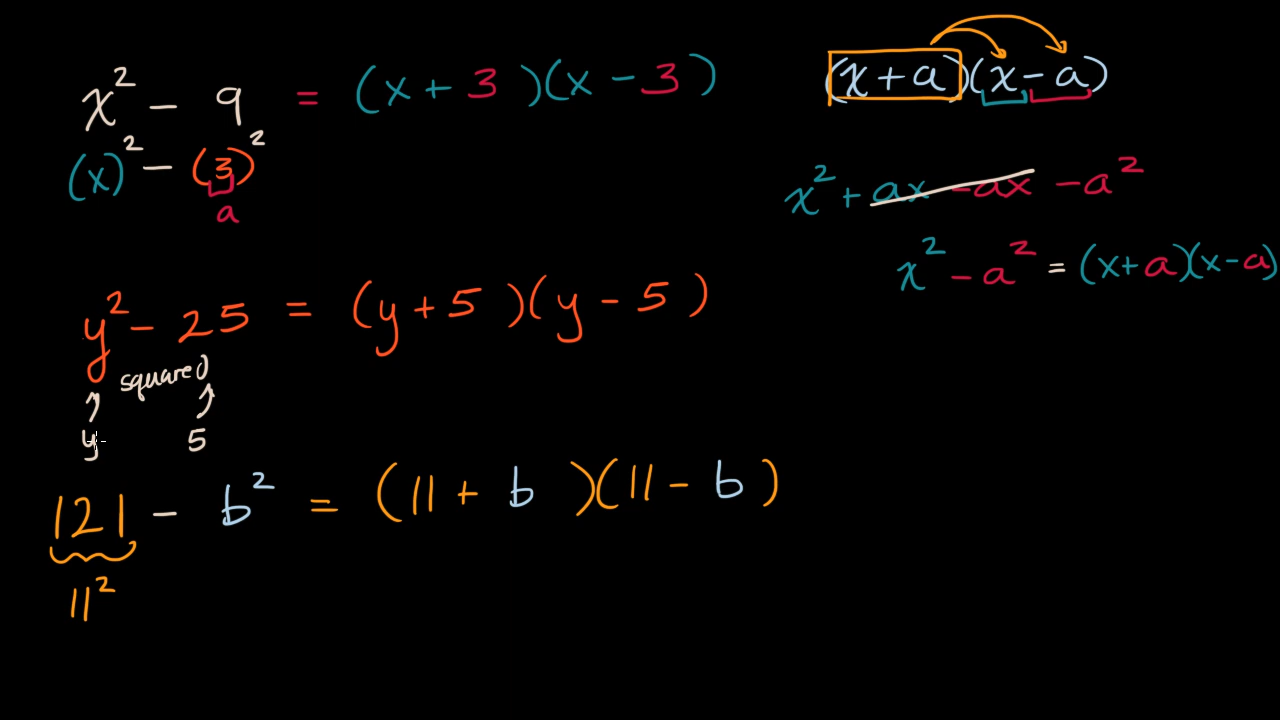 x² − 9 = (x + 3)(x − 3)
(x)² − (3)²
a
y² − 25 = (y + 5)(y − 5)
squared
y 5
121 − b² = (11 + b)(11 − b)
11²
(x + a)(x − a)
x² + ax − ax − a²
x² − a² = (x + a)(x − a)